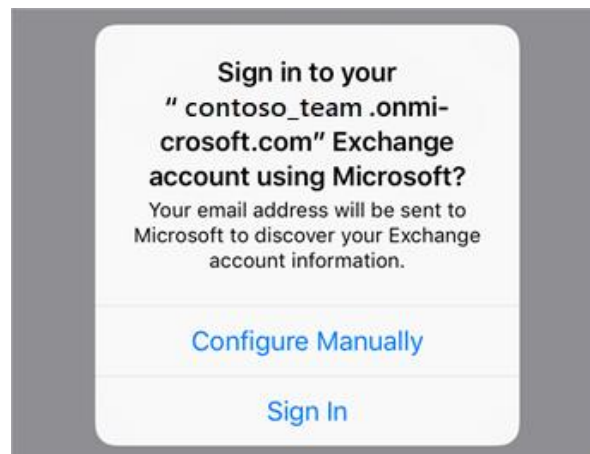 Sign in to your
" contoso_team .onmi-
crosoft.com" Exchange
account using Microsoft?
Your email address will be sent to
Microsoft to discover your Exchange
account information.
Configure Manually
Sign In